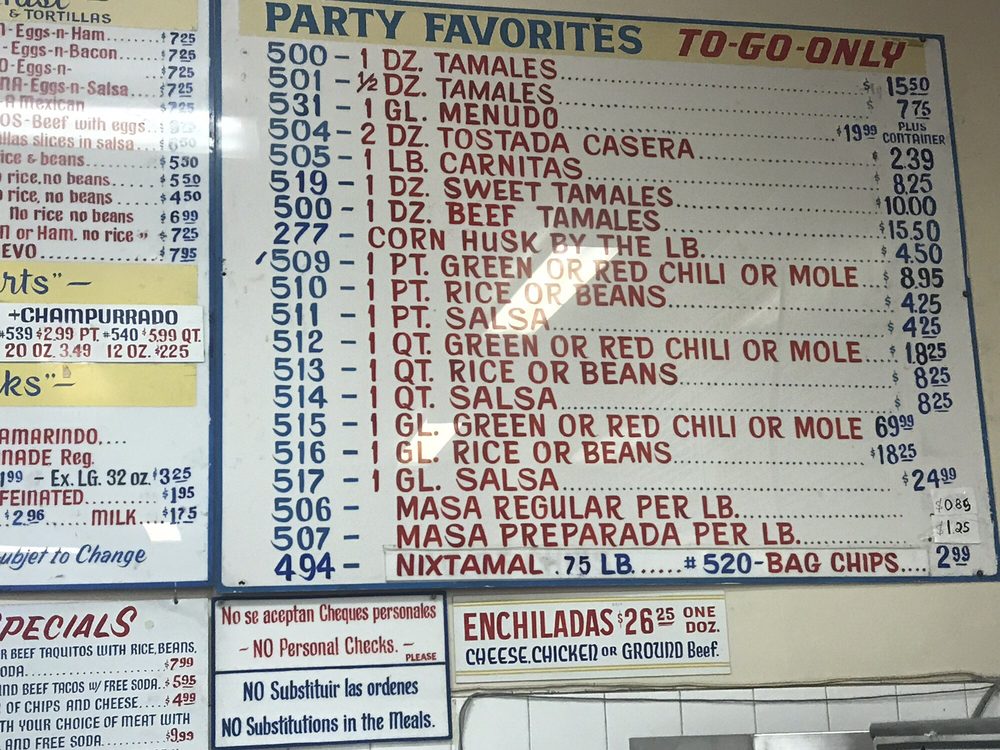 & TORTILLAS
-Eggs-n-Ham........$7.25
-Eggs-n-Bacon.....$7.25
-Eggs-n- $7.25
NA-Eggs-n-Salsa..$7.25
A Mexican
OS-Beef with eggs..
llas slices in salsa..
ice & beans.........$5.50
rice, no beans......$5.50
rice, no beans....$4.50
No rice no beans $6.99
or Ham. no rice " $7.25
EVO.................$7.95
rts" -
+CHAMPURRADO
#539 $2.99 PT. #540 $5.99 QT.
20 OZ. 3.49 12 OZ. $2.25
ks" -
AMARINDO,...
NADE Reg.
1.99 - Ex. LG. 32 oz. $3.25
FEINATED..........$1.95
$2.96...... MILK..$1.75
ubjet to Change
PECIALS
R BEEF TAQUITOS WITH RICE, BEANS,
ODA..................$7.99
ND BEEF TACOS W/ FREE SODA..$5.95
OF CHIPS AND CHEESE.....$4.99
TH YOUR CHOICE OF MEAT WITH
AND FREE SODA.........$9.99
PARTY FAVORITES TO-GO-ONLY
500 - 1 DZ. TAMALES.......$15.50
501 - ½ DZ. TAMALES.......7.75
531 - 1 GL. MENUDO.......$19.99 PLUS CONTAINER
504 - 2 DZ. TOSTADA CASERA.......$2.39
505 - 1 LB. CARNITAS.......8.25
519 - 1 DZ. SWEET TAMALES.......$10.00
500 - 1 DZ. BEEF TAMALES.......$15.50
277 - CORN HUSK BY THE LB.......4.50
509 - 1 PT. GREEN OR RED CHILI OR MOLE...$8.95
510 - 1 PT. RICE OR BEANS.......$4.25
511 - 1 PT. SALSA.......$4.25
512 - 1 QT. GREEN OR RED CHILI OR MOLE...$18.25
513 - 1 QT. RICE OR BEANS.......$8.25
514 - 1 QT. SALSA.......$8.25
515 - 1 GL. GREEN OR RED CHILI OR MOLE 69.99
516 - 1 GL. RICE OR BEANS.......$18.25
517 - 1 GL. SALSA.......$24.99
506 - MASA REGULAR PER LB.......$0.85
507 - MASA PREPARADA PER LB.......$1.25
494 - NIXTAMAL .75 LB......#520-BAG CHIPS....2.99
No se aceptan Cheques personales
- NO Personal Checks. -
PLEASE
NO Substituir las ordenes
NO Substitutions in the Meals.
ENCHILADAS $26.25 ONE DOZ.
CHEESE, CHICKEN OR GROUND Beef.